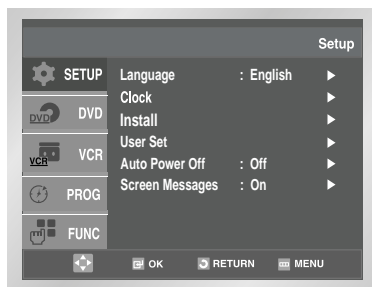 Setup
SETUP
DVD DVD
VCR VCR
PROG
FUNC
Language : English ►
Clock ►
Install ►
User Set ►
Auto Power Off : Off ►
Screen Messages : On ►
OK RETURN MENU